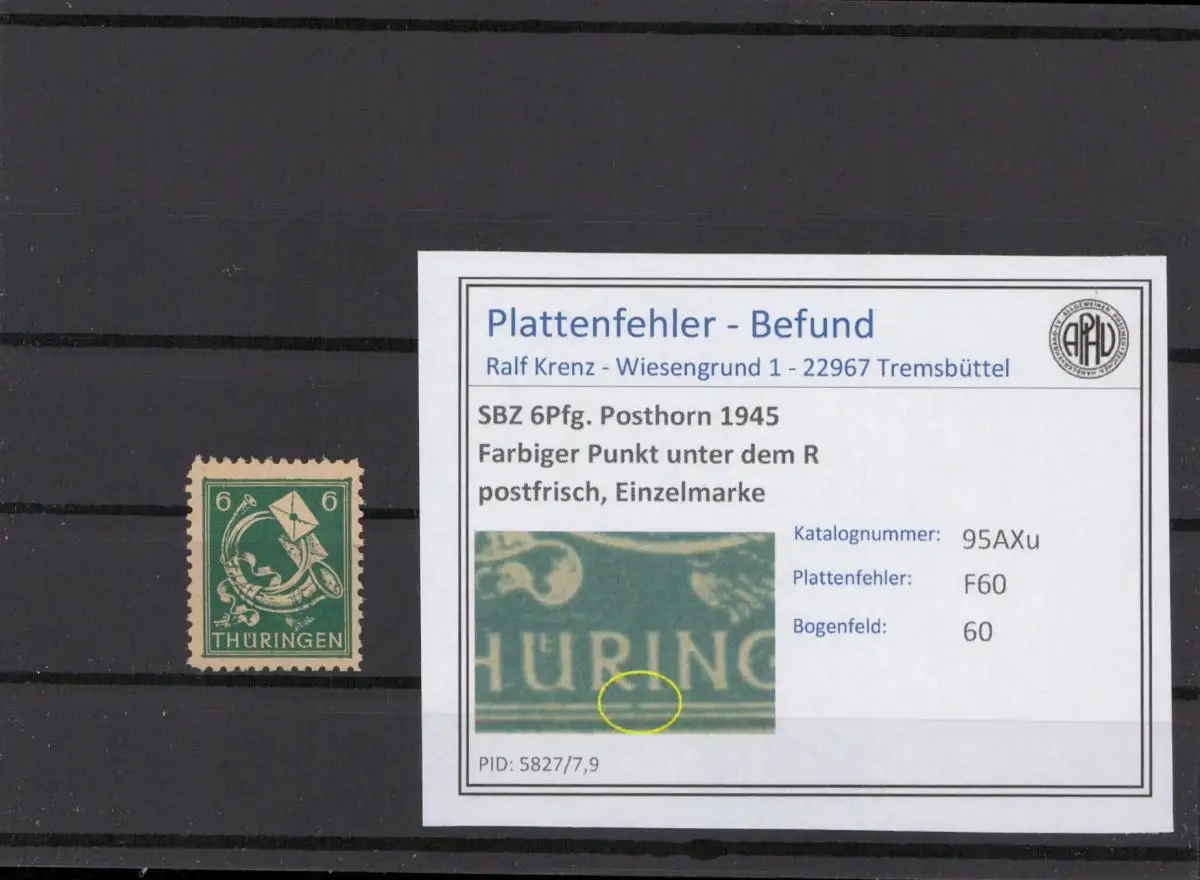 6 6
THÜRINGEN
Plattenfehler - Befund
Ralf Krenz - Wiesengrund 1 - 22967 Tremsbüttel
APHV
SBZ 6Pfg. Posthorn 1945
Farbiger Punkt unter dem R
postfrisch, Einzelmarke
HÜRING
Katalognummer: 95AXu
Plattenfehler: F60
Bogenfeld: 60
PID: 5827/7,9